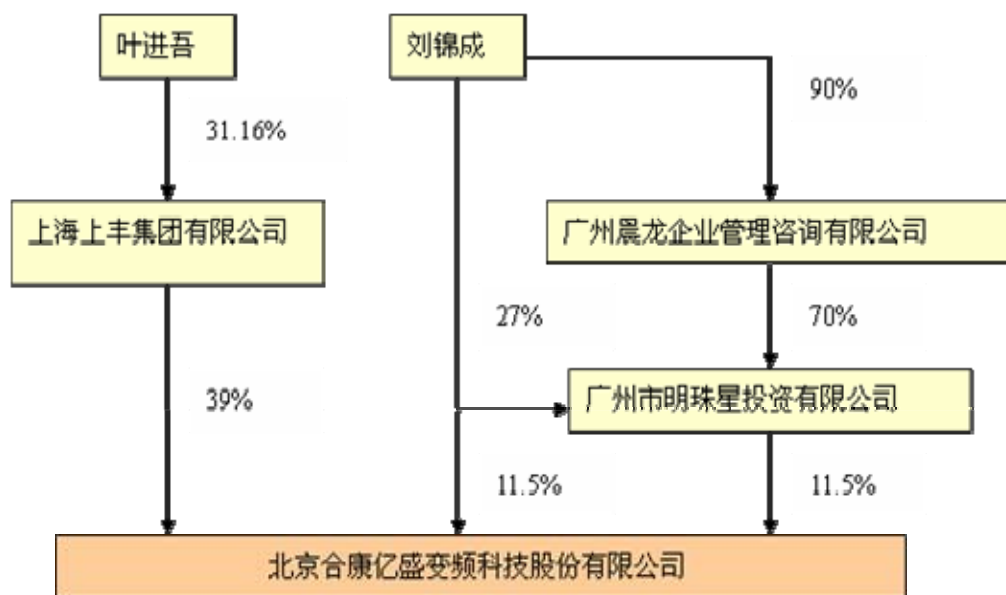 叶进吾
刘锦成
90%
31.16%
上海上丰集团有限公司
广州晨龙企业管理咨询有限公司
27%
70%
39%
广州市明珠星投资有限公司
11.5%
11.5%
北京合康亿盛变频科技股份有限公司